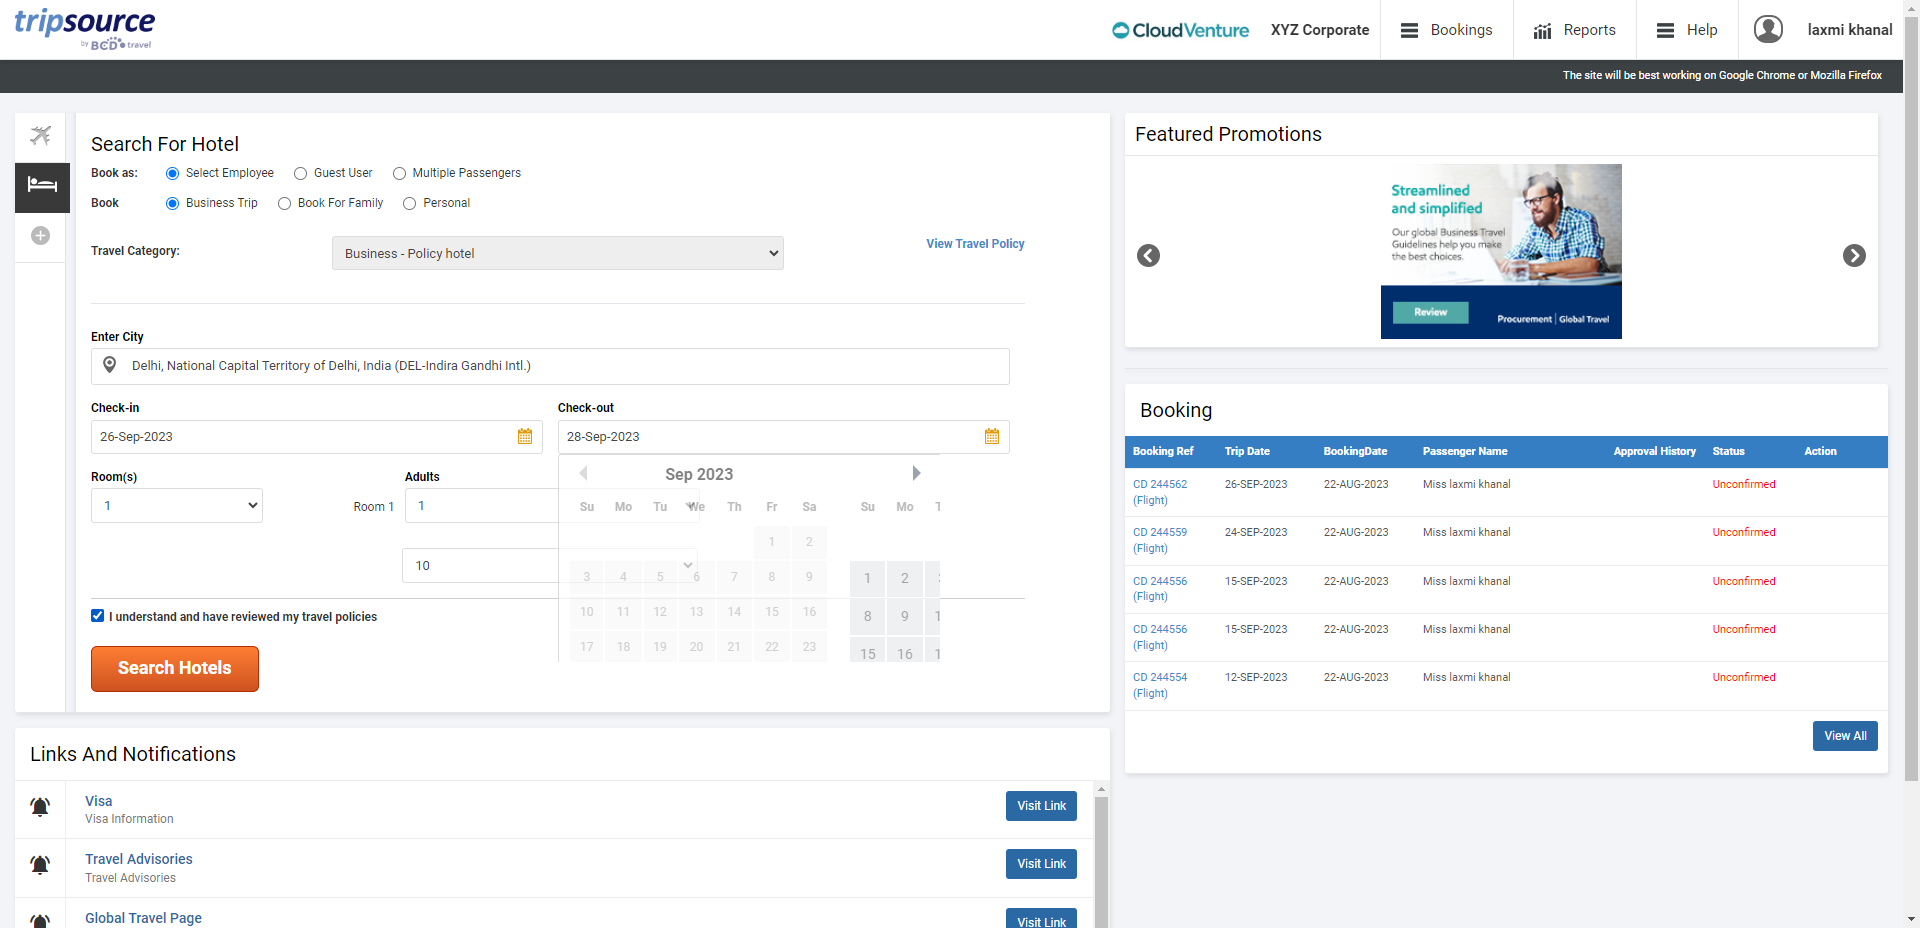 tripsource
by BCD travel
CloudVenture
XYZ Corporate
Bookings
Reports
Help
laxmi khanal
The site will be best working on Google Chrome or Mozilla Firefox
Search For Hotel
Book as: Select Employee Guest User Multiple Passengers
Book Business Trip Book For Family Personal
Travel Category: Business - Policy hotel View Travel Policy
Enter City
Delhi, National Capital Territory of Delhi, India (DEL-Indira Gandhi Intl.)
Check-in Check-out
26-Sep-2023 28-Sep-2023
Room(s) Adults
1 Room 1 1
10
Sep 2023
Su Mo Tu We Th Fr Sa
1 2
3 4 5 6 7 8 9
10 11 12 13 14 15 16
17 18 19 20 21 22 23
Su Mo
1 2
8 9
15 16
I understand and have reviewed my travel policies
Search Hotels
Links And Notifications
Visa
Visa Information
Visit Link
Travel Advisories
Travel Advisories
Visit Link
Global Travel Page
Visit Link
Featured Promotions
Streamlined
and simplified
Our global Business Travel
Guidelines help you make
the best choices.
Review
Procurement | Global Travel
Booking
Booking Ref Trip Date BookingDate Passenger Name Approval History Status Action
CD 244562 26-SEP-2023 22-AUG-2023 Miss laxmi khanal Unconfirmed
(Flight)
CD 244559 24-SEP-2023 22-AUG-2023 Miss laxmi khanal Unconfirmed
(Flight)
CD 244556 15-SEP-2023 22-AUG-2023 Miss laxmi khanal Unconfirmed
(Flight)
CD 244556 15-SEP-2023 22-AUG-2023 Miss laxmi khanal Unconfirmed
(Flight)
CD 244554 12-SEP-2023 22-AUG-2023 Miss laxmi khanal Unconfirmed
(Flight)
View All